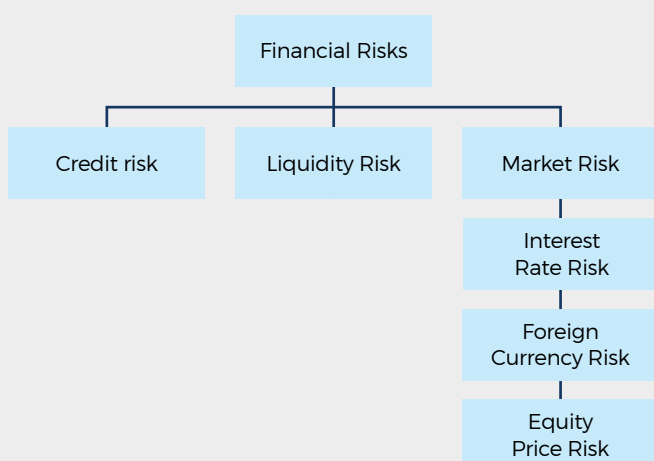 Financial Risks
Credit risk
Liquidity Risk
Market Risk
Interest
Rate Risk
Foreign
Currency Risk
Equity
Price Risk